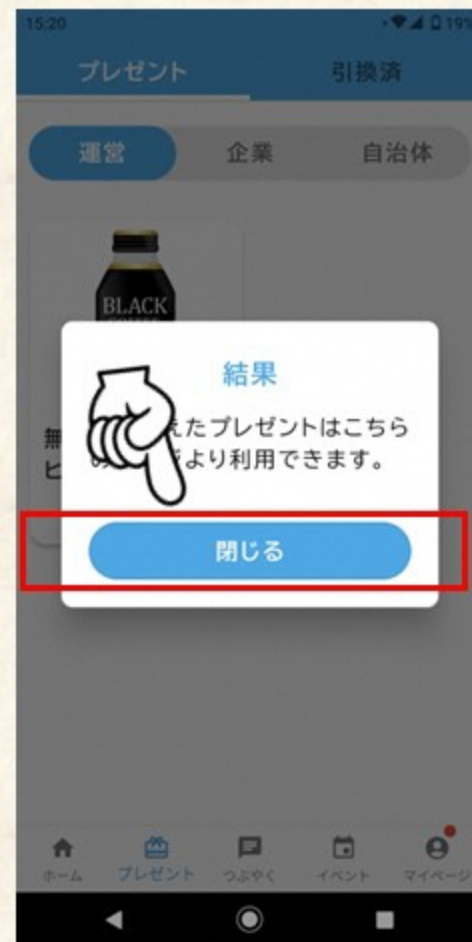 15:20
19%
プレゼント
引換済
運営
企業
自治体
BLACK
結果
えたプレゼントはこちら
より利用できます。
閉じる
無
ヒ
ホーム
プレゼント
つぶやく
イベント
マイページ